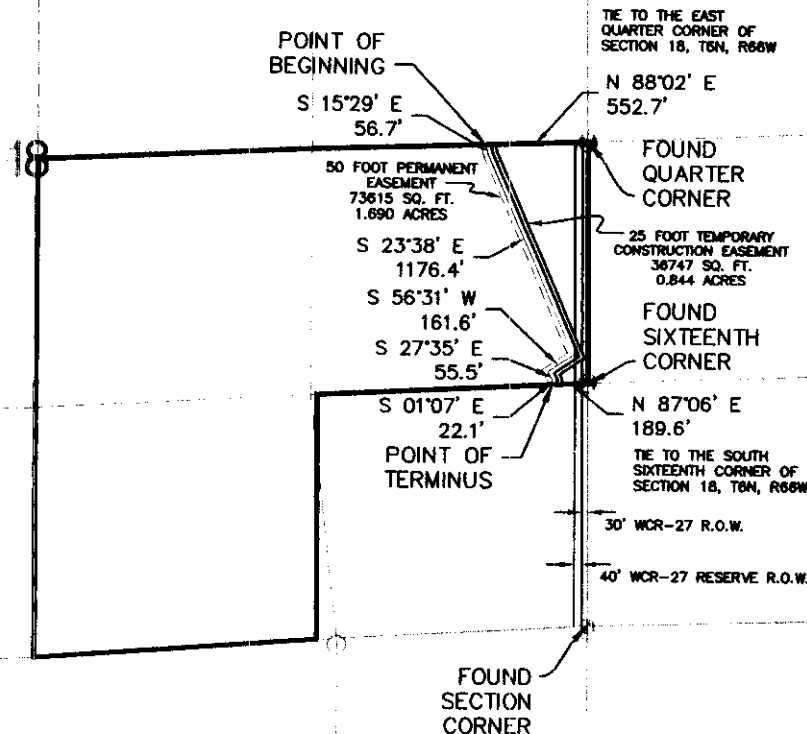 TIE TO THE EAST
QUARTER CORNER OF
SECTION 18, T6N, R66W
POINT OF
BEGINNING
N 88°02' E
552.7'
S 15°29' E
56.7'
FOUND
QUARTER
CORNER
50 FOOT PERMANENT
EASEMENT
73615 SQ. FT.
1.690 ACRES
25 FOOT TEMPORARY
CONSTRUCTION EASEMENT
36747 SQ. FT.
0.844 ACRES
S 23°38' E
1176.4'
S 56°31' W
161.6'
FOUND
SIXTEENTH
CORNER
S 27°35' E
55.5'
S 01°07' E
22.1'
N 87°06' E
189.6'
POINT OF
TERMINUS
TIE TO THE SOUTH
SIXTEENTH CORNER OF
SECTION 18, T6N, R66W
30' WCR-27 R.O.W.
40' WCR-27 RESERVE R.O.W.
FOUND
SECTION
CORNER